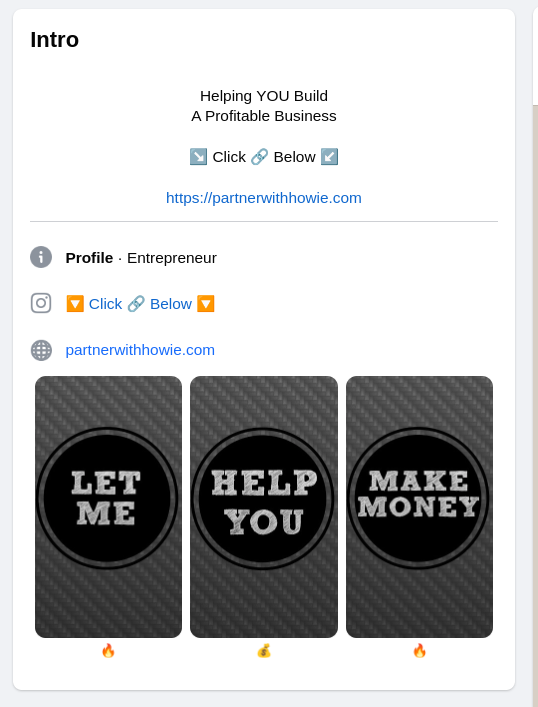 Intro
Helping YOU Build
A Profitable Business
↘️ Click 🔗 Below ↙️
https://partnerwithhowie.com
Profile · Entrepreneur
🔽 Click 🔗 Below 🔽
partnerwithhowie.com
LET
ME
HELP
YOU
MAKE
MONEY
🔥 💰 🔥